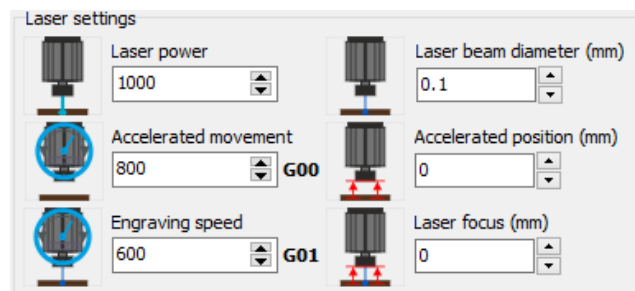 Laser settings
Laser power
Laser beam diameter (mm)
1000
0.1
Accelerated movement
Accelerated position (mm)
800
G00
0
Engraving speed
Laser focus (mm)
600
G01
0